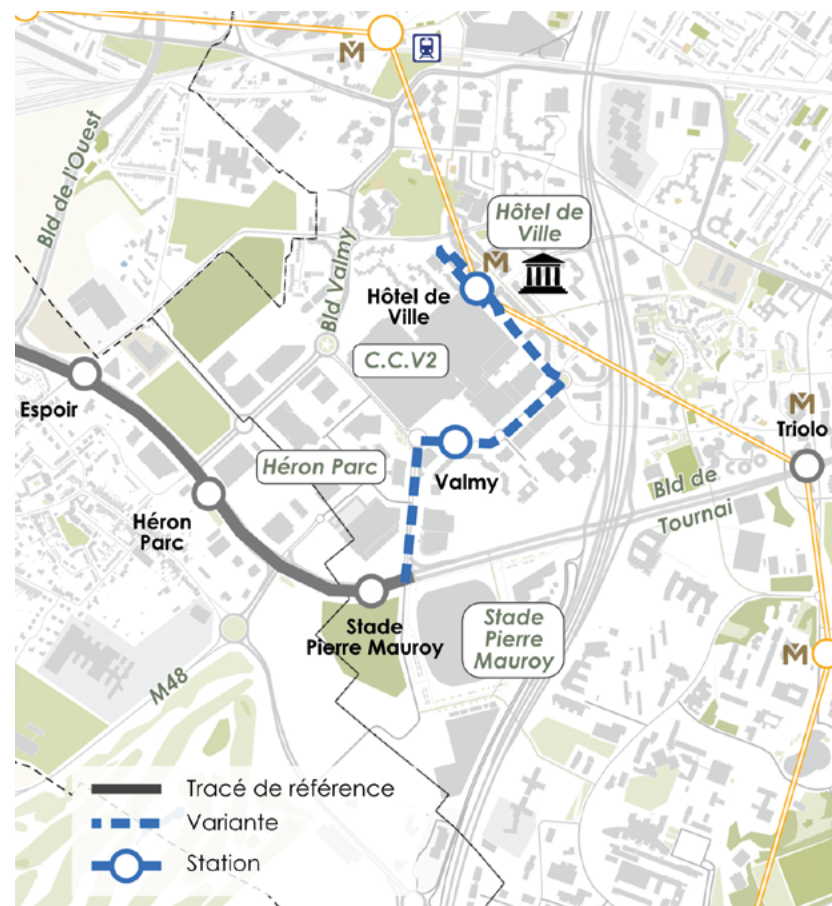 M
Bld de l'Ouest
Hôtel de
Ville
M
Bld Valmy
Hôtel de
Ville
C.C.V2
Espoir
M
Triolo
Héron Parc
Valmy
Bld de
Tournai
Héron
Parc
Stade
Pierre Mauroy
Stade
Pierre
Mauroy
M
M48
Tracé de référence
Variante
Station